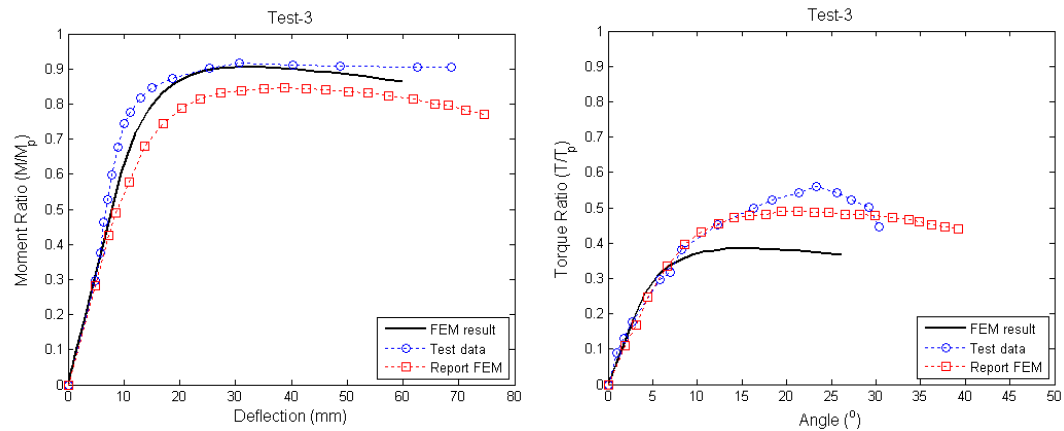 Test-3
1
0.9
0.8
0.7
0.6
0.5
0.4
0.3
0.2
0.1
0
Moment Ratio (M/Mp)
0 10 20 30 40 50 60 70 80
Deflection (mm)
FEM result
Test data
Report FEM
Test-3
1
0.9
0.8
0.7
0.6
0.5
0.4
0.3
0.2
0.1
0
Torque Ratio (T/Tp)
0 5 10 15 20 25 30 35 40 45 50
Angle (°)
FEM result
Test data
Report FEM